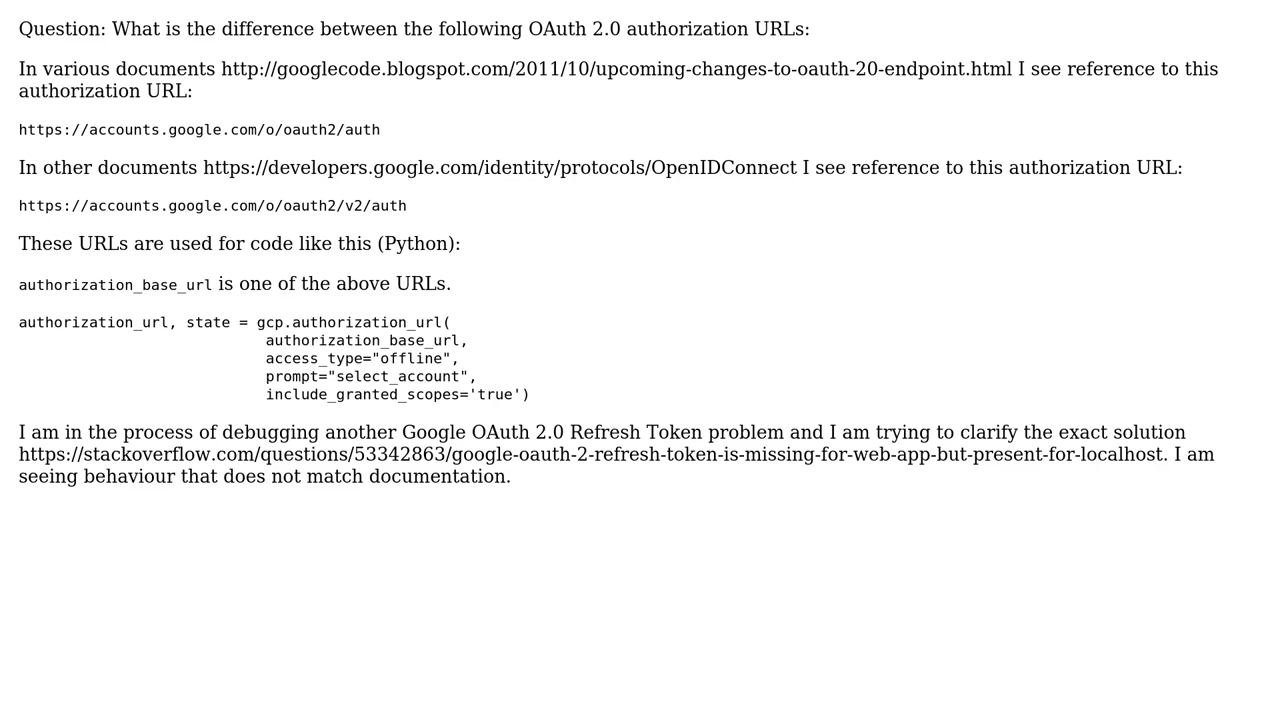 Question: What is the difference between the following OAuth 2.0 authorization URLs:
In various documents http://googlecode.blogspot.com/2011/10/upcoming-changes-to-oauth-20-endpoint.html I see reference to this
authorization URL:
https://accounts.google.com/o/oauth2/auth
In other documents https://developers.google.com/identity/protocols/OpenIDConnect I see reference to this authorization URL:
https://accounts.google.com/o/oauth2/v2/auth
These URLs are used for code like this (Python):
authorization_base_url is one of the above URLs.
authorization_url, state = gcp.authorization_url(
authorization_base_url,
access_type="offline",
prompt="select_account",
include_granted_scopes='true')
I am in the process of debugging another Google OAuth 2.0 Refresh Token problem and I am trying to clarify the exact solution
https://stackoverflow.com/questions/53342863/google-oauth-2-refresh-token-is-missing-for-web-app-but-present-for-localhost. I am
seeing behaviour that does not match documentation.